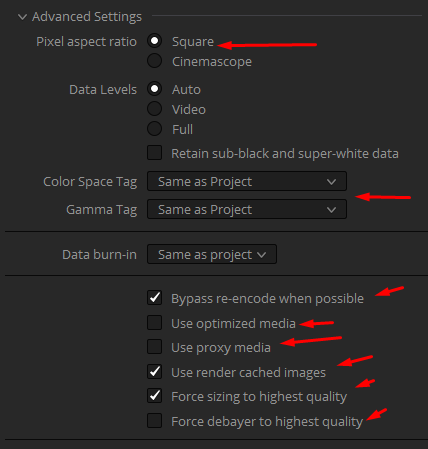 Advanced Settings
Pixel aspect ratio Square
Cinemascope
Data Levels Auto
Video
Full
Retain sub-black and super-white data
Color Space Tag Same as Project
Gamma Tag Same as Project
Data burn-in Same as project
Bypass re-encode when possible
Use optimized media
Use proxy media
Use render cached images
Force sizing to highest quality
Force debayer to highest quality